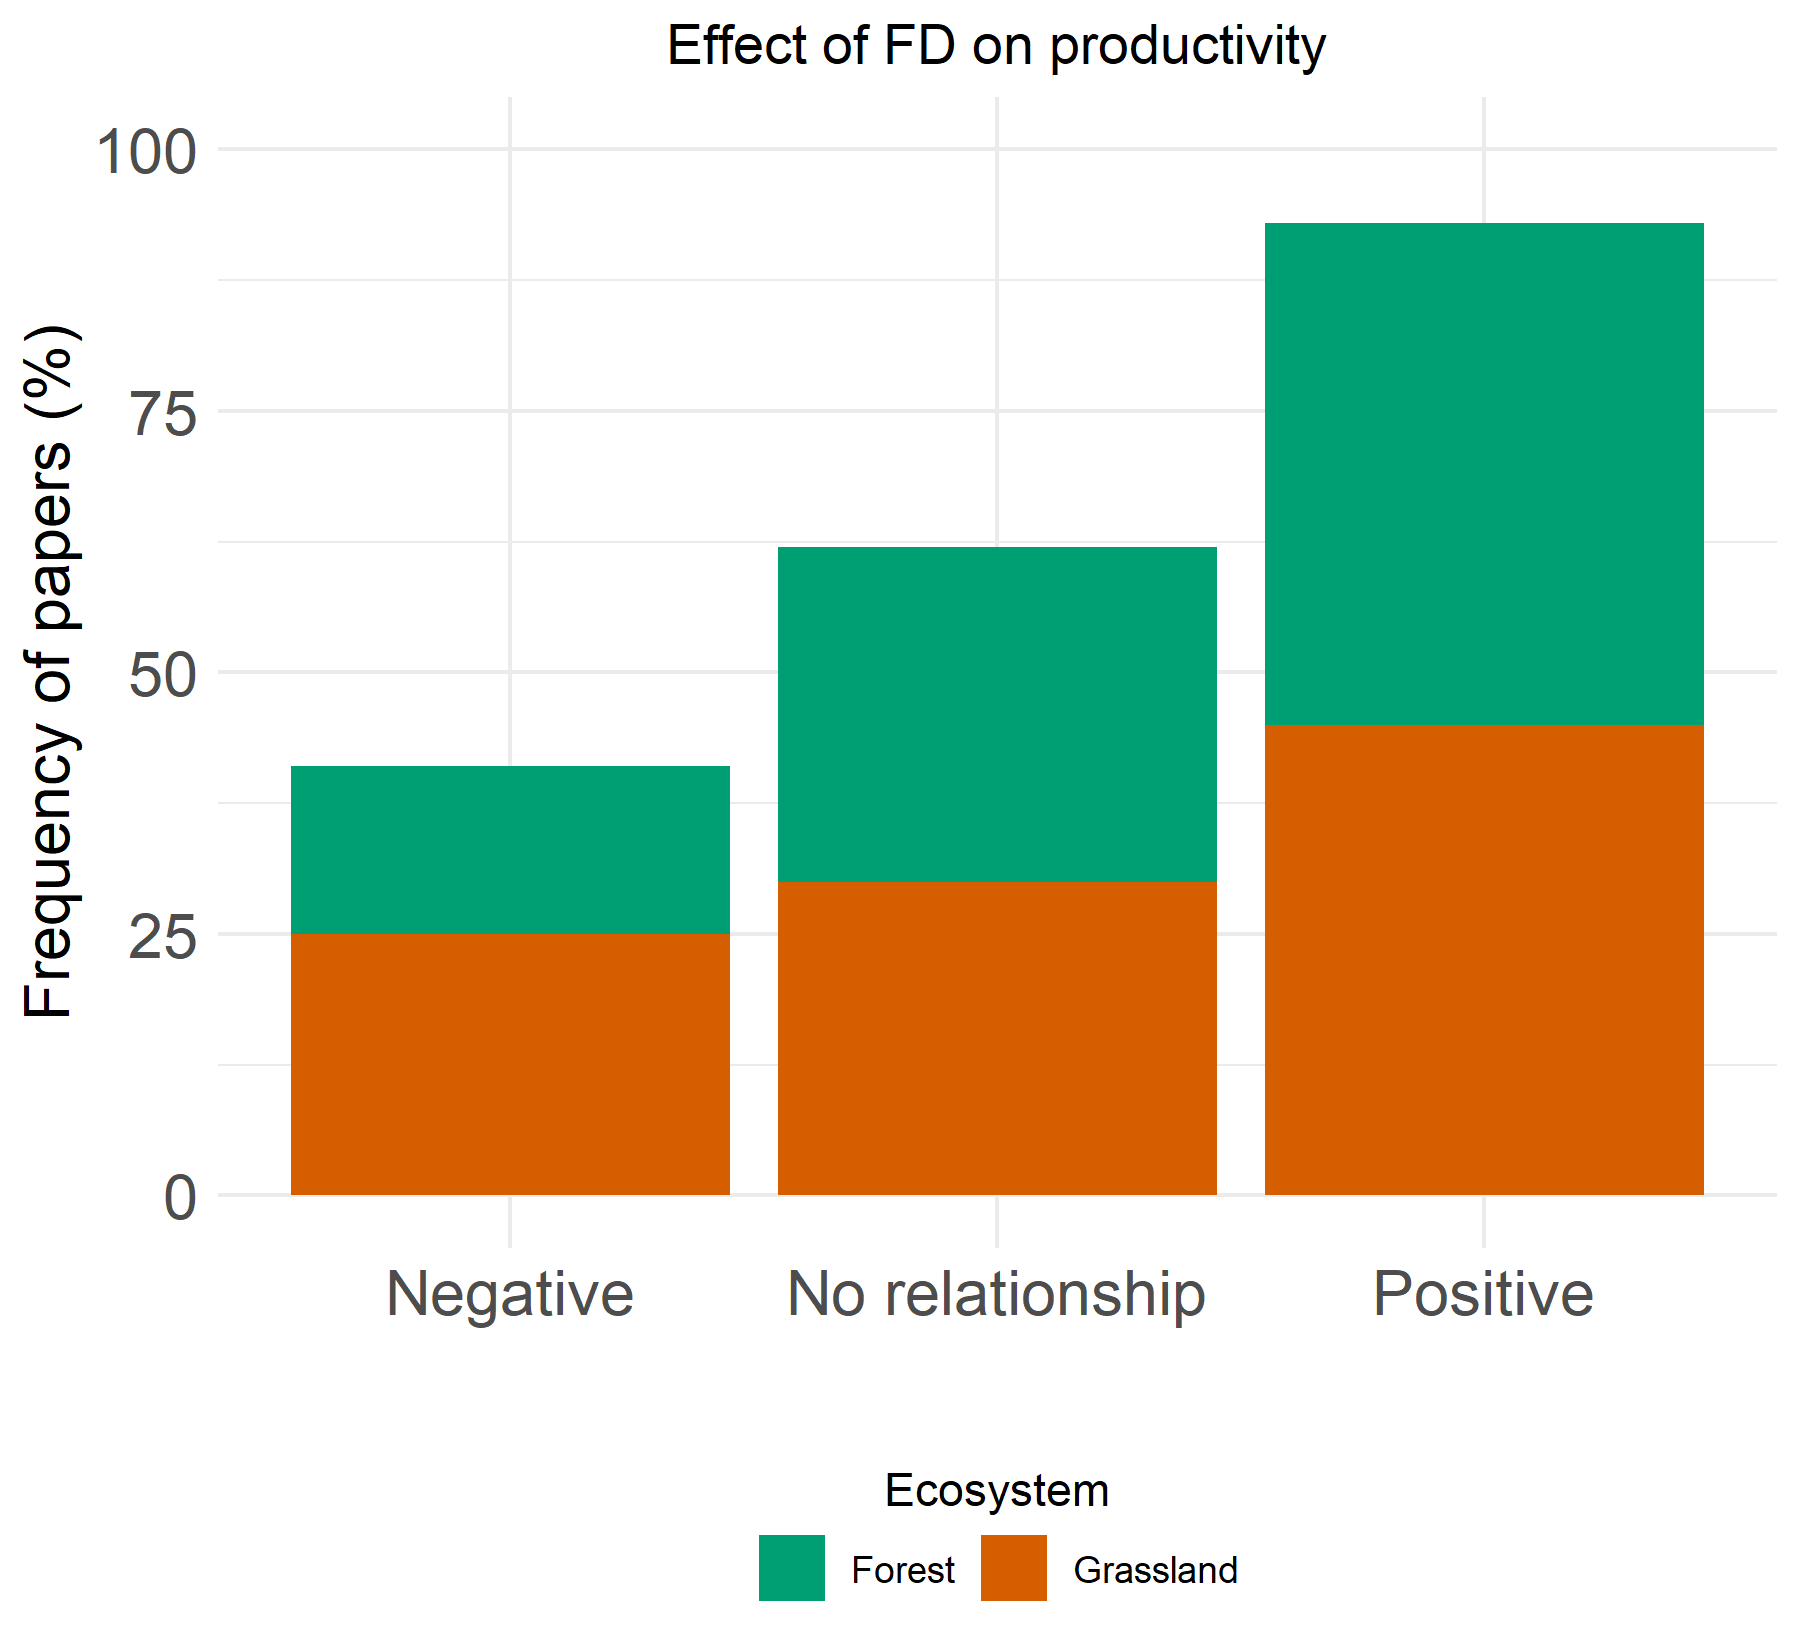 Effect of FD on productivity
Frequency of papers (%)
100
75
50
25
0
Negative No relationship Positive
Ecosystem
Forest Grassland